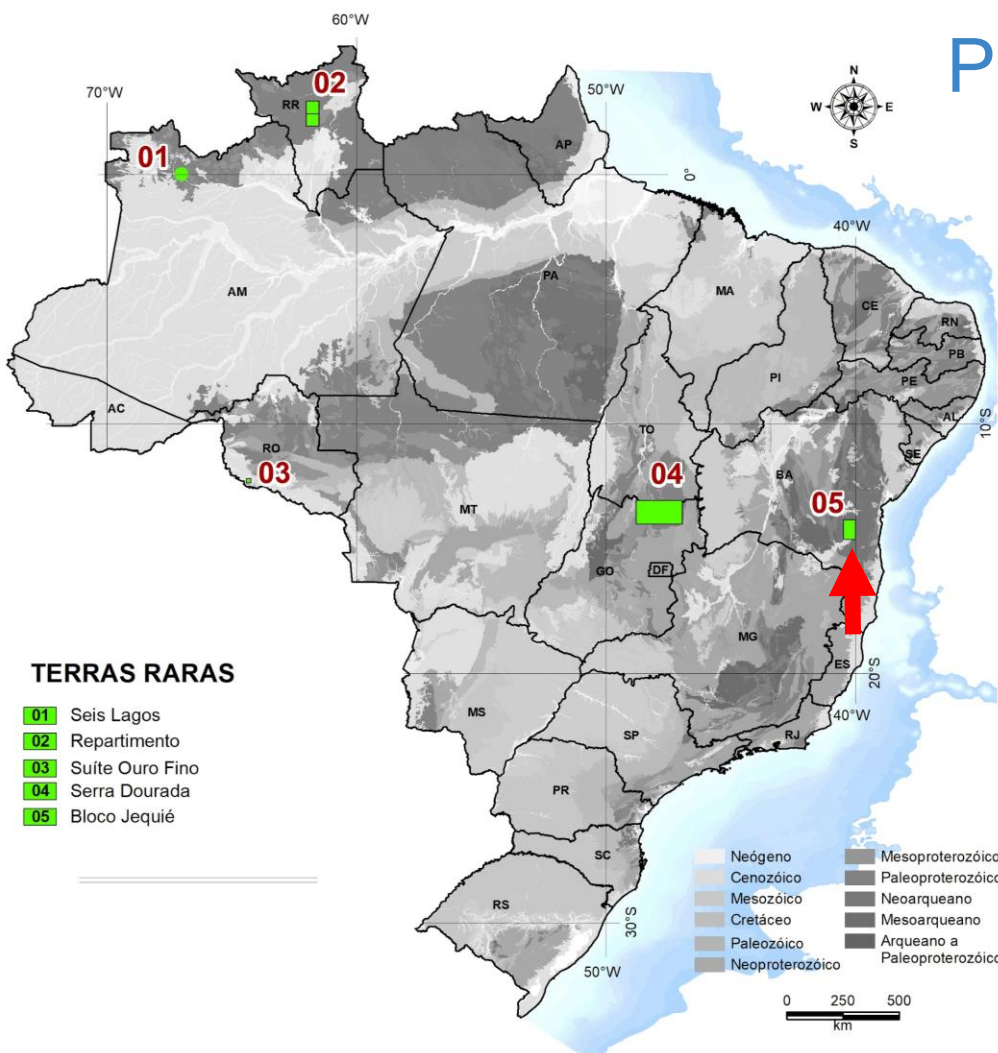 P
60°W
70°W
50°W
N
W E
S
02
RR
01
AP
0°
40°W
AM
PA
MA
CE
RN
PB
PI
PE
AL
AC
10°S
TO
SE
RO
BA
03
04
05
MT
GO
DF
MG
ES
20°S
40°W
MS
SP
RJ
PR
SC
RS
30°S
50°W
TERRAS RARAS
01 Seis Lagos
02 Repartimento
03 Suíte Ouro Fino
04 Serra Dourada
05 Bloco Jequié
Neógeno
Cenozóico
Mesozóico
Cretáceo
Paleozóico
Neoproterozóico
Mesoproterozóico
Paleoproterozóico
Neoarqueano
Mesoarqueano
Arqueano a
Paleoproterozóico
0 250 500
km